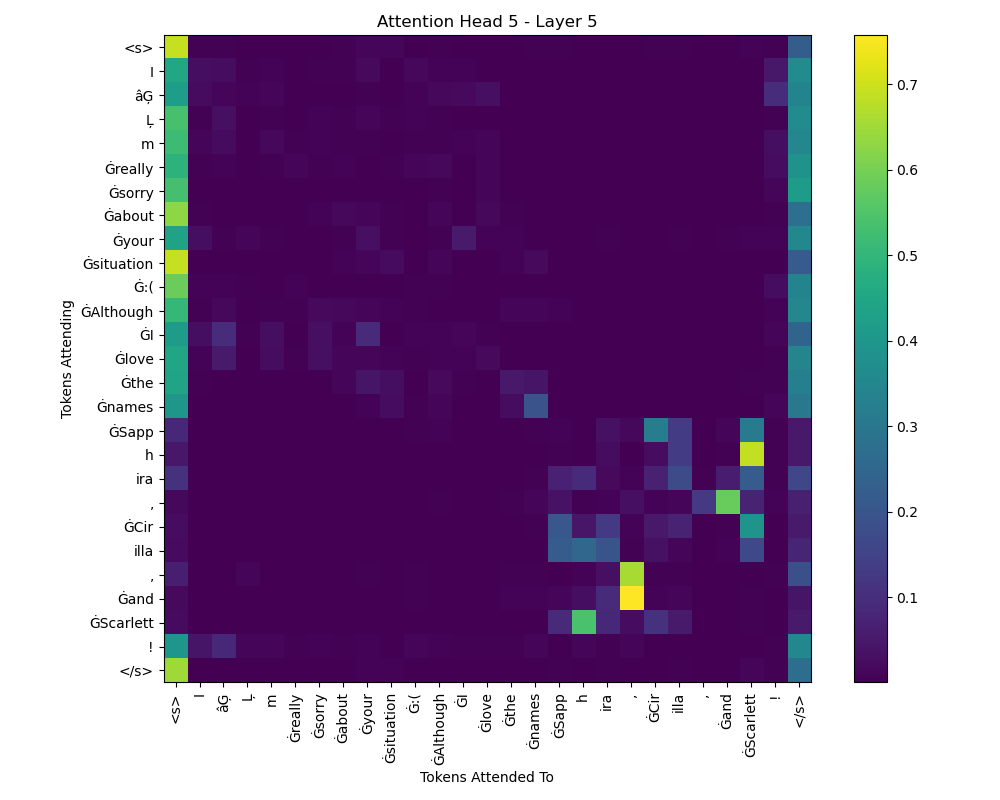 Attention Head 5 - Layer 5
Tokens Attending
<s>
I
âĢ
Ļ
m
Ġreally
Ġsorry
Ġabout
Ġyour
Ġsituation
Ġ:(
ĠAlthough
ĠI
Ġlove
Ġthe
Ġnames
ĠSapp
h
ira
,
ĠCir
illa
,
Ġand
ĠScarlett
!
</s>
<s>
I
âĢ
Ļ
m
Ġreally
Ġsorry
Ġabout
Ġyour
Ġsituation
Ġ:(
ĠAlthough
ĠI
Ġlove
Ġthe
Ġnames
ĠSapp
h
ira
,
ĠCir
illa
,
Ġand
ĠScarlett
!
</s>
Tokens Attended To
0.7
0.6
0.5
0.4
0.3
0.2
0.1